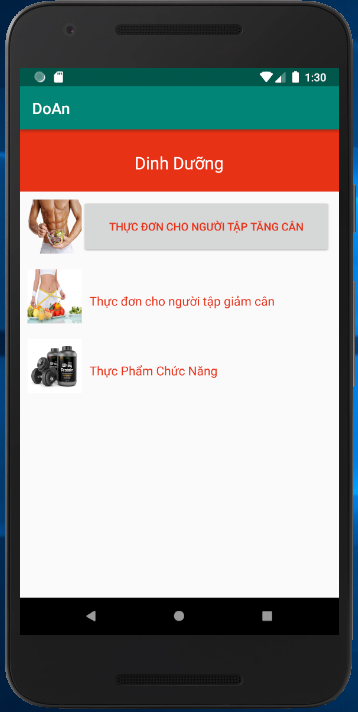 1:30
DoAn
Dinh Dưỡng
THỰC ĐƠN CHO NGƯỜI TẬP TĂNG CÂN
Thực đơn cho người tập giảm cân
Thực Phẩm Chức Năng